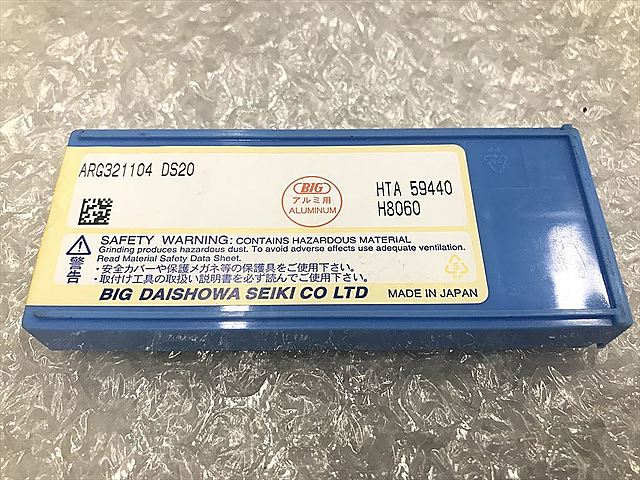 ARG321104 DS20
BIG
アルミ用
ALUMINUM
HTA 59440
H8060
警告
SAFETY WARNING: CONTAINS HAZARDOUS MATERIAL
Grinding produces hazardous dust. To avoid adverse effects use adequate ventilation.
Read Material Safety Data Sheet.
・安全カバーや保護メガネ等の保護具をご使用下さい。
・取付け工具の取扱い説明書を必ず読んでご使用下さい。
BIG DAISHOWA SEIKI CO LTD
MADE IN JAPAN
5
PP